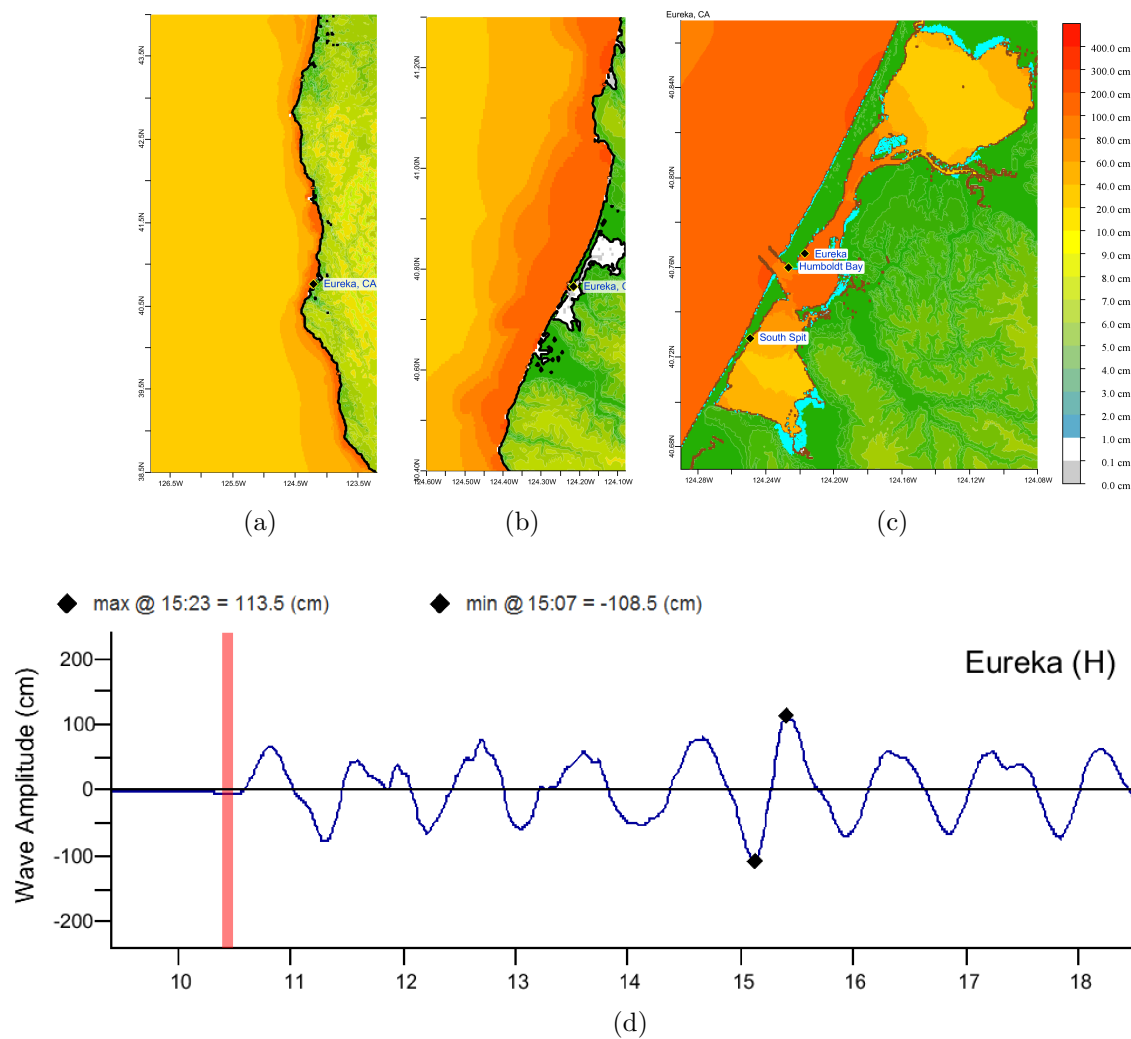 Eureka, CA
43.5N
42.5N
41.5N
40.5N
39.5N
38.5N
Eureka, CA
126.5W 125.5W 124.5W 123.5W
41.20N
41.00N
40.80N
40.60N
40.40N
Eureka, C
124.60W 124.40W 124.30W 124.20W 124.10W
40.84N
40.80N
40.76N
40.72N
40.68N
Eureka
Humboldt Bay
South Spit
124.28W 124.24W 124.20W 124.16W 124.12W 124.08W
400.0 cm
300.0 cm
200.0 cm
100.0 cm
80.0 cm
60.0 cm
40.0 cm
20.0 cm
10.0 cm
9.0 cm
8.0 cm
7.0 cm
6.0 cm
5.0 cm
4.0 cm
3.0 cm
2.0 cm
1.0 cm
0.1 cm
0.0 cm
(a) (b) (c)
max @ 15:23 = 113.5 (cm) min @ 15:07 = -108.5 (cm)
Eureka (H)
Wave Amplitude (cm)
200
100
0
-100
-200
10 11 12 13 14 15 16 17 18
(d)